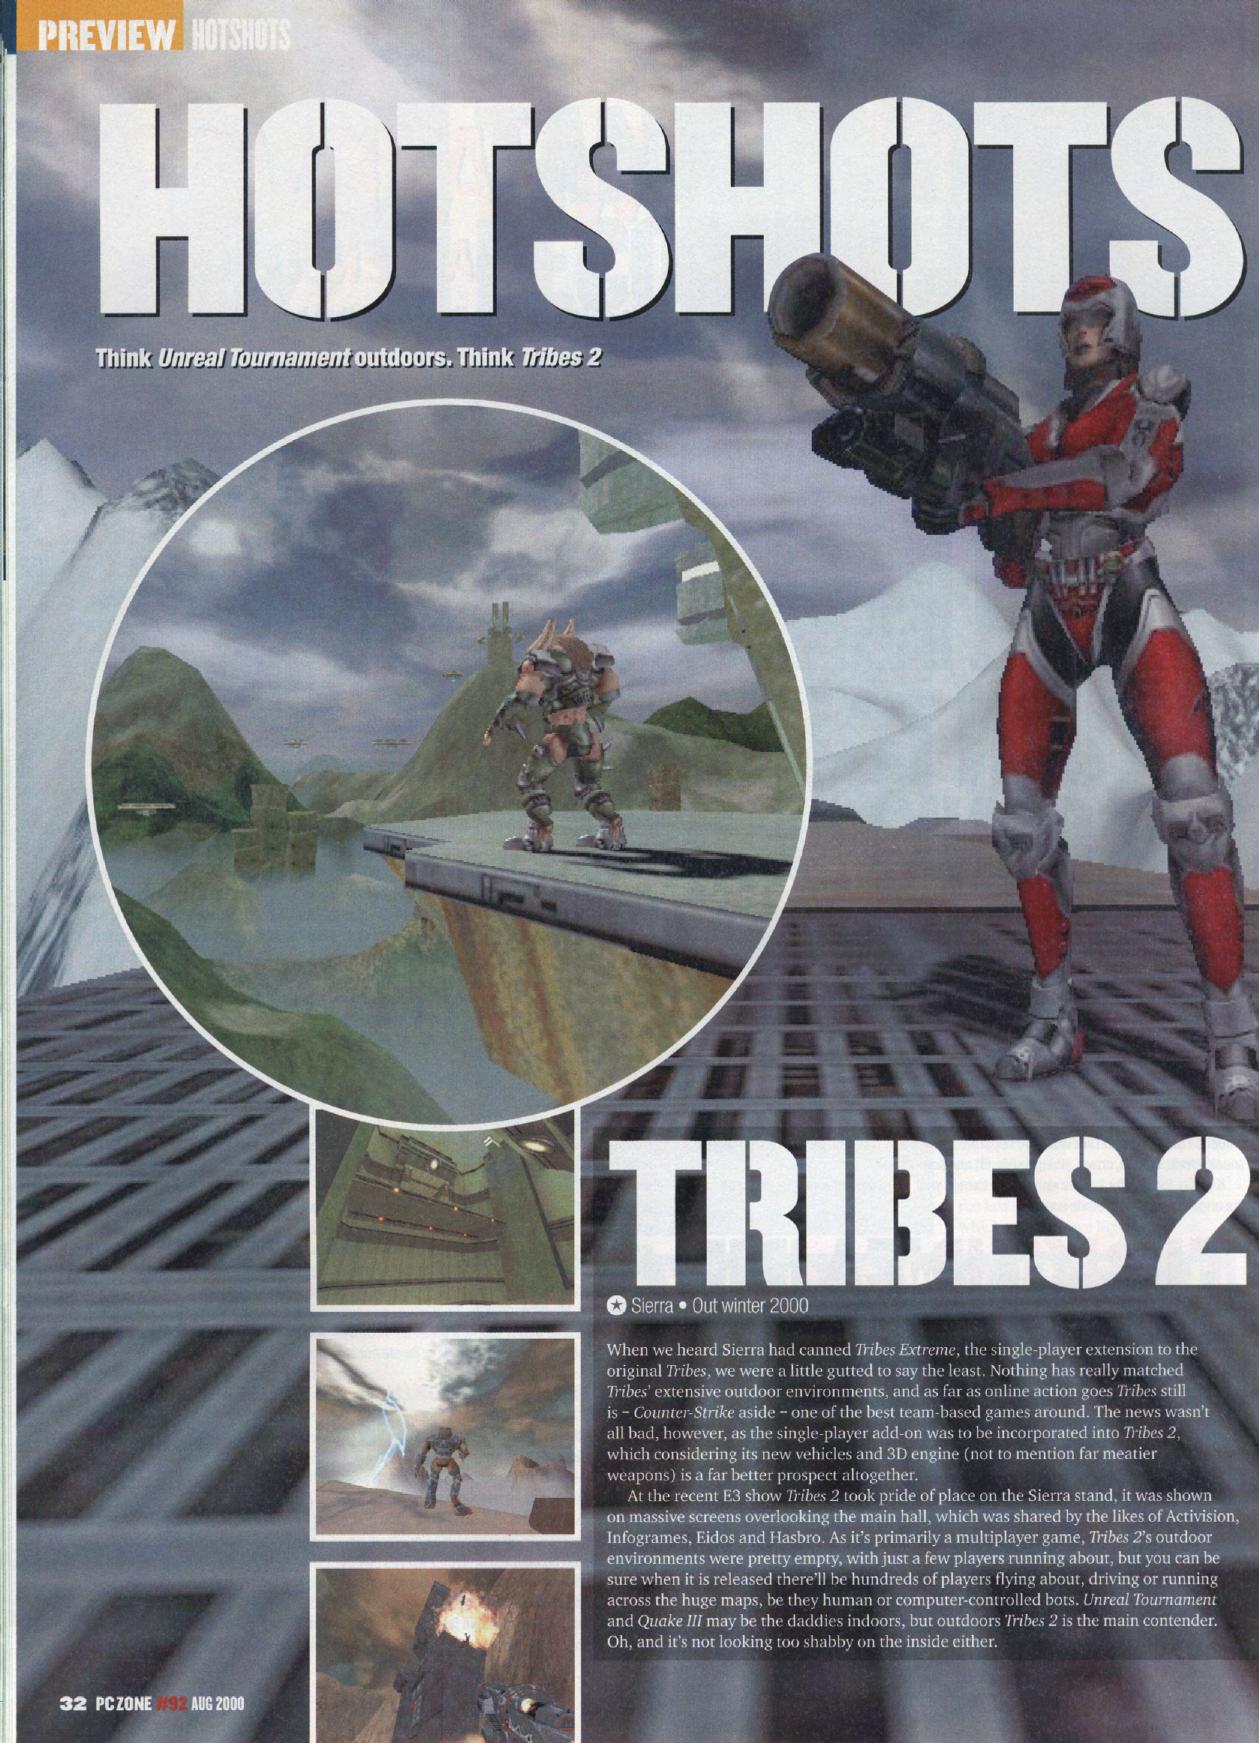 PREVIEW HOTSHOTS
HOTSHOTS
Think Unreal Tournament outdoors. Think Tribes 2
TRIBES 2
Sierra • Out winter 2000
When we heard Sierra had canned Tribes Extreme, the single-player extension to the
original Tribes, we were a little gutted to say the least. Nothing has really matched
Tribes' extensive outdoor environments, and as far as online action goes Tribes still
is – Counter-Strike aside – one of the best team-based games around. The news wasn't
all bad, however, as the single-player add-on was to be incorporated into Tribes 2,
which considering its new vehicles and 3D engine (not to mention far meatier
weapons) is a far better prospect altogether.
At the recent E3 show Tribes 2 took pride of place on the Sierra stand, it was shown
on massive screens overlooking the main hall, which was shared by the likes of Activision,
Infogrames, Eidos and Hasbro. As it's primarily a multiplayer game, Tribes 2's outdoor
environments were pretty empty, with just a few players running about, but you can be
sure when it is released there'll be hundreds of players flying about, driving or running
across the huge maps, be they human or computer-controlled bots. Unreal Tournament
and Quake III may be the daddies indoors, but outdoors Tribes 2 is the main contender.
Oh, and it's not looking too shabby on the inside either.
32 PCZONE #92 AUG 2000